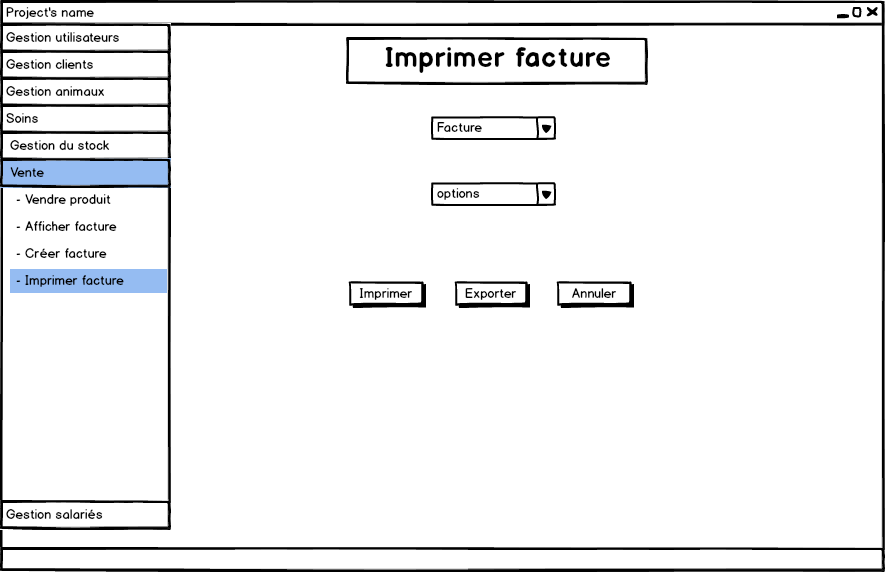 Project's name
Gestion utilisateurs
Gestion clients
Gestion animaux
Soins
Gestion du stock
Vente
- Vendre produit
- Afficher facture
- Créer facture
- Imprimer facture
Gestion salariés
Imprimer facture
Facture
options
Imprimer Exporter Annuler